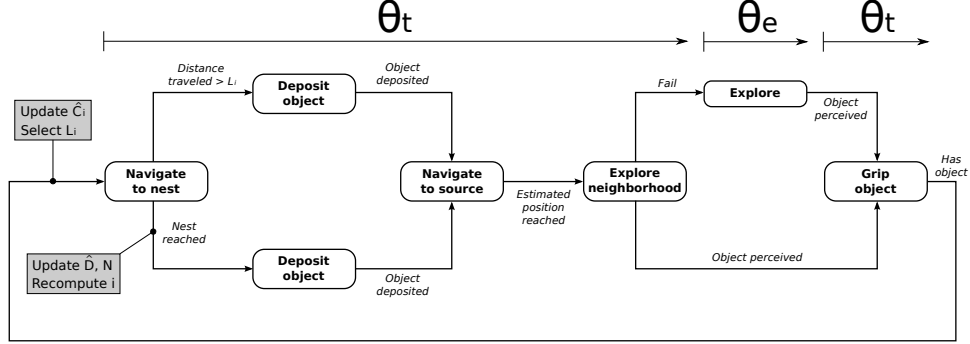 θt
θe
θt
Distance
traveled > Li
Object
deposited
Deposit
object
Fail
Explore
Object
perceived
Update Ĉi
Select Li
Navigate
to nest
Navigate
to source
Estimated
position
reached
Explore
neighborhood
Grip
object
Has
object
Nest
reached
Update D̂, N
Recompute i
Deposit
object
Object
deposited
Object perceived